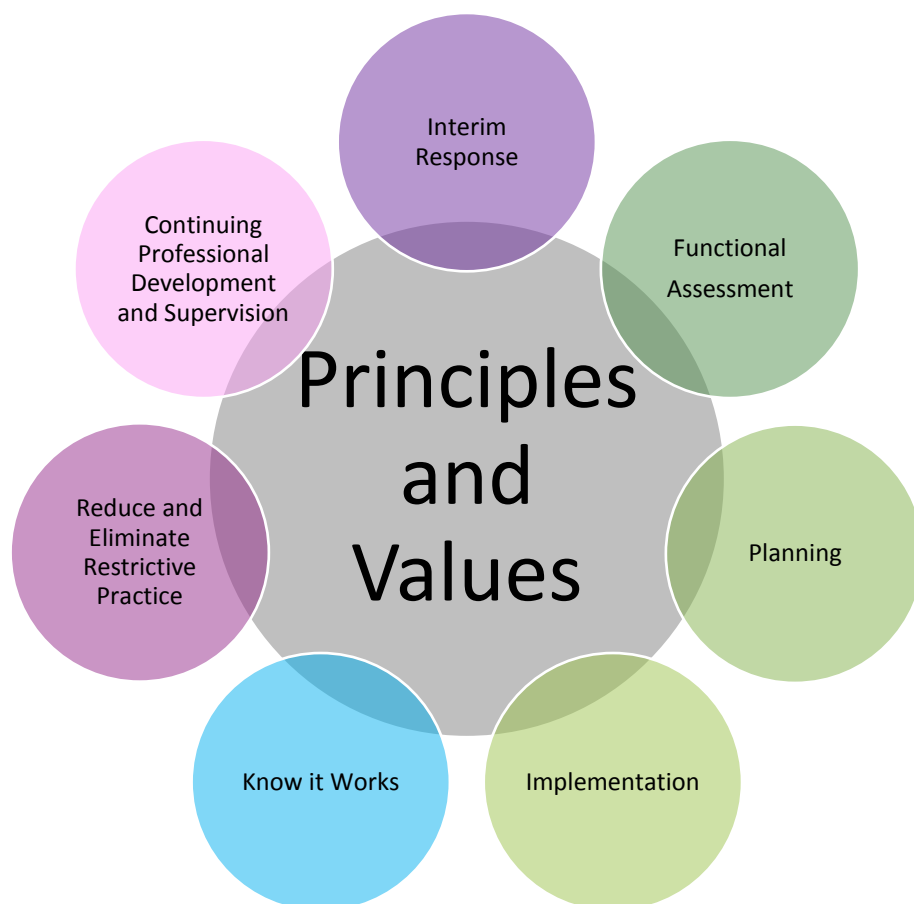 Interim
Response
Functional
Assessment
Planning
Implementation
Know it Works
Reduce and
Eliminate
Restrictive
Practice
Continuing
Professional
Development
and Supervision
Principles
and
Values